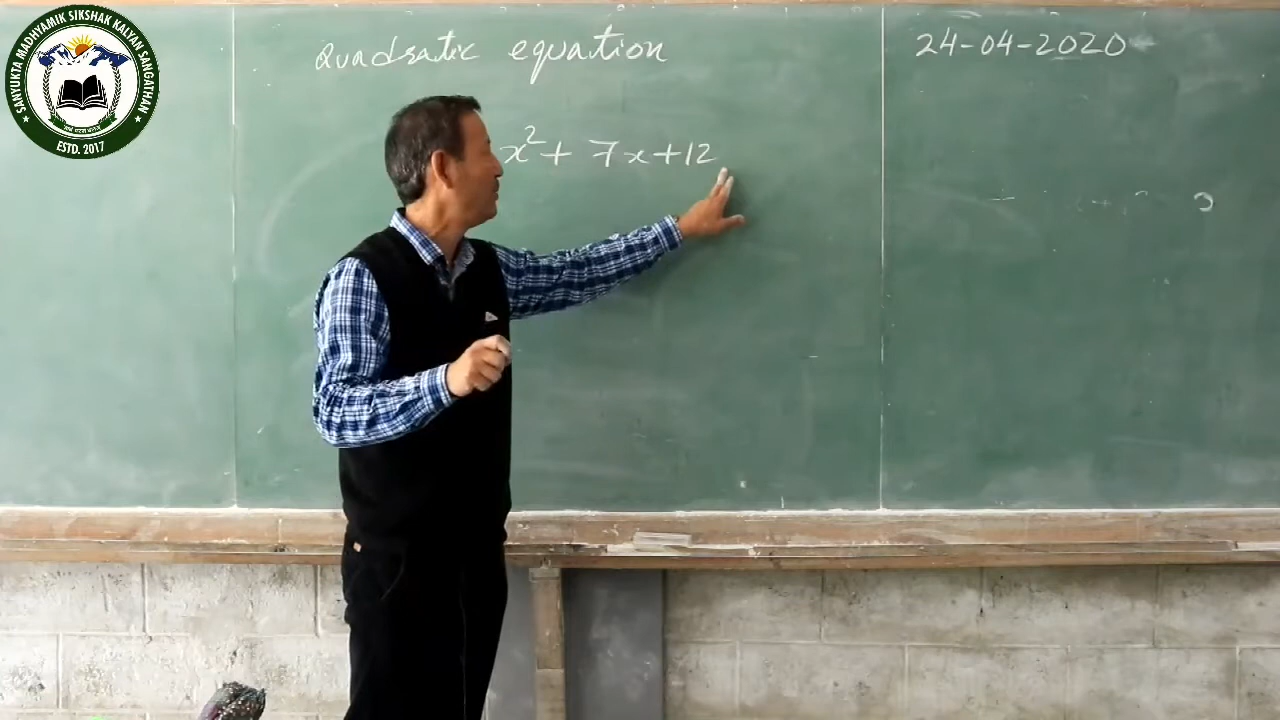 SANYUKTA MADHYAMIK SIKSHAK KALYAN SANGATHAN
ESTD. 2017
Quadratic equation
24-04-2020
x² + 7x+12